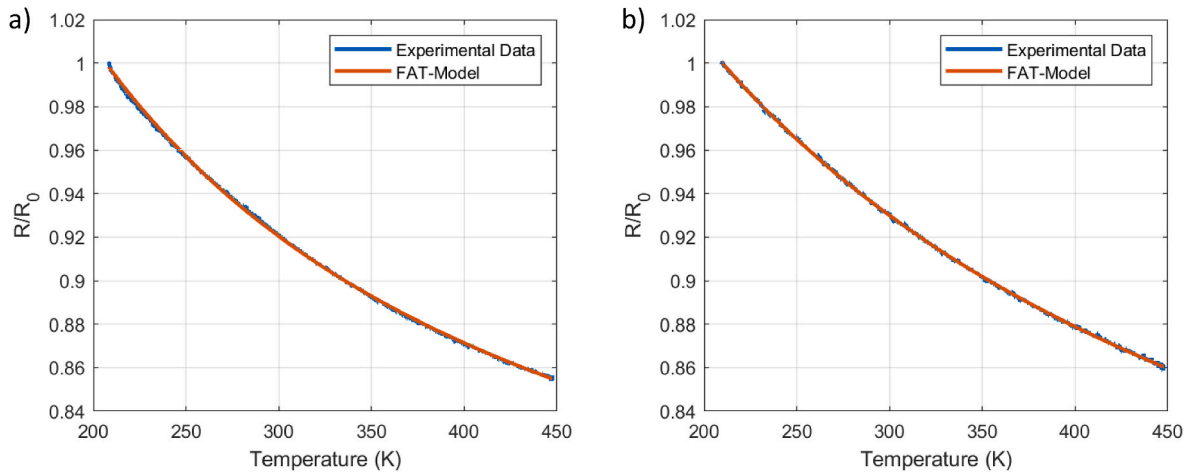 a)
1.02
1
0.98
0.96
0.94
0.92
0.9
0.88
0.86
0.84
R/R0
Experimental Data
FAT-Model
200 250 300 350 400 450
Temperature (K)
b)
1.02
1
0.98
0.96
0.94
0.92
0.9
0.88
0.86
0.84
R/R0
Experimental Data
FAT-Model
200 250 300 350 400 450
Temperature (K)